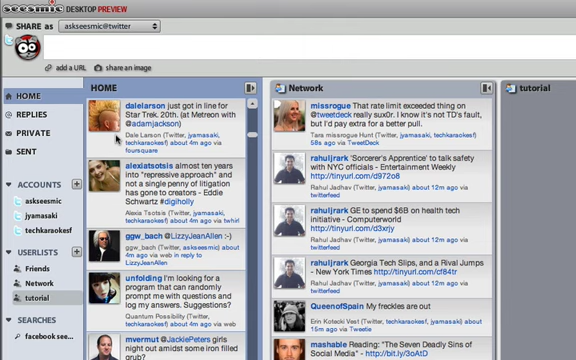 seesmic DESKTOP PREVIEW
SHARE as askseesmic@twitter
add a URL share an image
HOME
REPLIES
PRIVATE
SENT
ACCOUNTS
askseesmic
jyamasaki
techkaraokesf
USERLISTS
Friends
Network
tutorial
SEARCHES
facebook see...
HOME
dalelarson just got in line for
Star Trek. 20th. (at Metreon with
@adamjackson)
Dale Larson (Twitter, jyamasaki,
techkaraokesf) about 4m ago via
foursquare
alexiatsotsis almost ten years
into "repressive approach" and
not a single penny of litigation
has gone to creators - Eddie
Schwartz #digiholly
Alexia Tsotsis (Twitter, jyamasaki,
techkaraokesf) about 4m ago via twhirl
ggw_bach @LizzyJeanAllen :-)
(Twitter, techkaraokesf) about
4m ago via web in reply to
LizzyJeanAllen
unfolding I'm looking for a
program that can randomly
prompt me with questions and
log my answers. Suggestions?
Quantum Possibility (Twitter,
techkaraokesf) about 4m ago via web
mvermut @JackiePeters girls
night out amidst some iron filled
grub?
Network
missrogue That rate limit exceeded thing on
@tweetdeck really sux0r. I know it's not TD's fault,
but I'd pay extra for a better pull.
Tara missrogue Hunt (Twitter, jyamasaki, techkaraokesf)
58s ago via TweetDeck
rahuljrark 'Sorcerer's Apprentice' to talk safety
with NYC officials - Entertainment Weekly
http://tinyurl.com/d972o8
rahuljrark (Twitter, jyamasaki) about 12m ago via
twitterfeed
rahuljrark GE to spend $6B on health tech
initiative - Computerworld
http://tinyurl.com/d3xrjy
rahuljrark (Twitter, jyamasaki) about 12m ago via
twitterfeed
rahuljrark Georgia Tech Slips, and a Rival Jumps
- New York Times http://tinyurl.com/cf84tr
rahuljrark (Twitter, jyamasaki) about 12m ago via
twitterfeed
QueenofSpain My freckles are out
Erin Kotecki Vest (Twitter, techkaraokesf, jyamasaki) about
15m ago via Tweetie
mashable Reading: "The Seven Deadly Sins of
Social Media" - http://bit.ly/3oAtD
tutorial